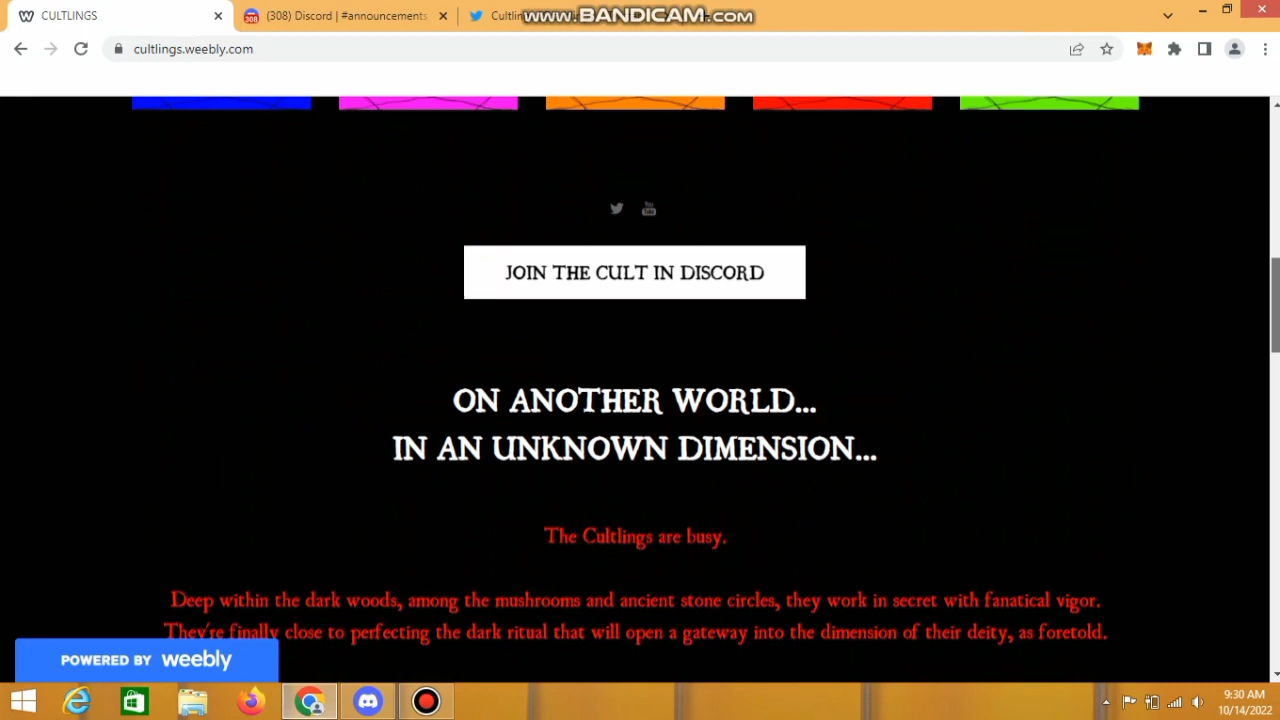 CULTLINGS
(308) Discord | #announcements
www.BANDICAM.com
cultlings.weebly.com
You
Tube
JOIN THE CULT IN DISCORD
ON ANOTHER WORLD...
IN AN UNKNOWN DIMENSION...
The Cultlings are busy.
Deep within the dark woods, among the mushrooms and ancient stone circles, they work in secret with fanatical vigor.
They're finally close to perfecting the dark ritual that will open a gateway into the dimension of their deity, as foretold.
POWERED BY weebly
9:30 AM
10/14/2022